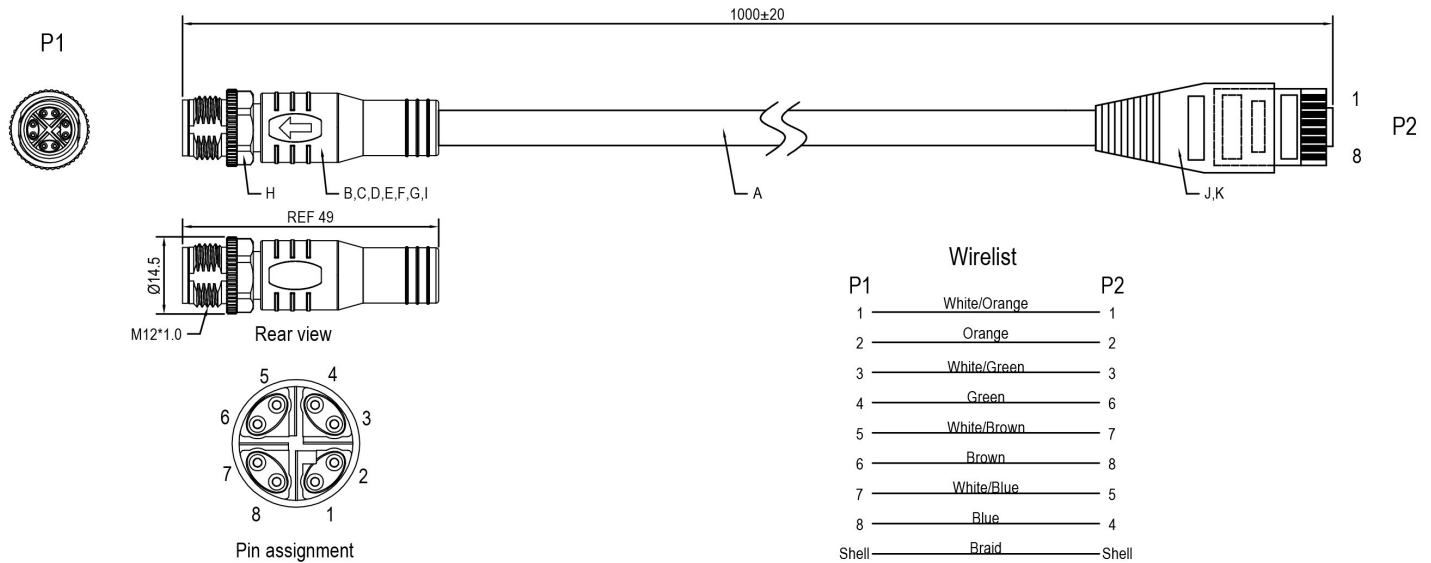 1000±20
P1
1
P2
8
H
B,C,D,E,F,G,I
A
J,K
REF 49
Ø14.5
M12*1.0
Rear view
5
4
6
3
7
2
8
1
Pin assignment
Wirelist
P1 P2
1 White/Orange 1
2 Orange 2
3 White/Green 3
4 Green 6
5 White/Brown 7
6 Brown 8
7 White/Blue 5
8 Blue 4
Shell Braid Shell